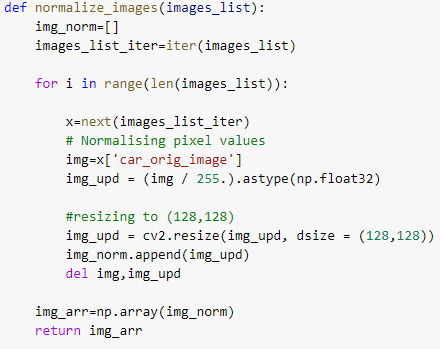 def normalize_images(images_list):
    img_norm=[]
    images_list_iter=iter(images_list)

    for i in range(len(images_list)):

        x=next(images_list_iter)
        # Normalising pixel values
        img=x['car_orig_image']
        img_upd = (img / 255.).astype(np.float32)

        #resizing to (128,128)
        img_upd = cv2.resize(img_upd, dsize = (128,128))
        img_norm.append(img_upd)
        del img,img_upd

    img_arr=np.array(img_norm)
    return img_arr